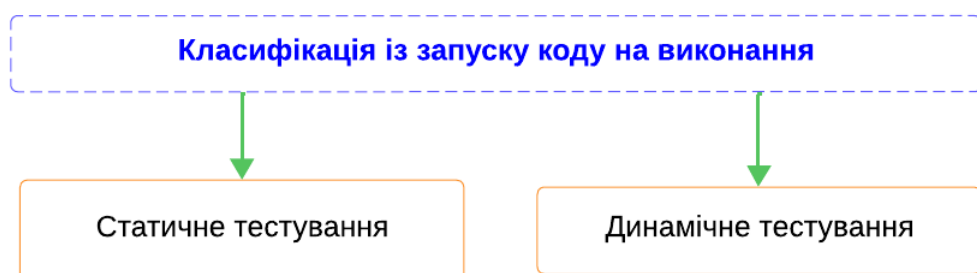 Класифікація із запуску коду на виконання
Статичне тестування
Динамічне тестування